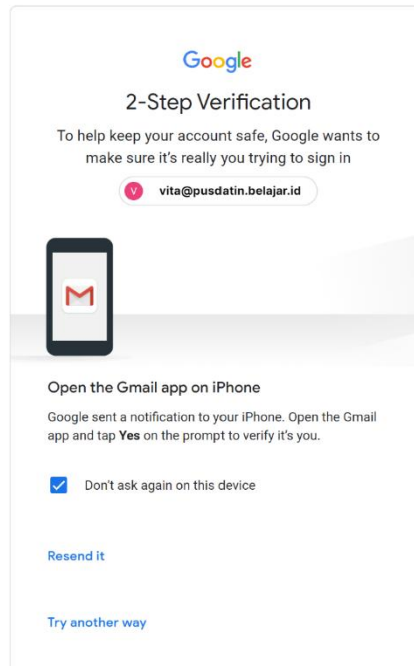 Google
2-Step Verification
To help keep your account safe, Google wants to
make sure it's really you trying to sign in
V vita@pusdatin.belajar.id
Open the Gmail app on iPhone
Google sent a notification to your iPhone. Open the Gmail
app and tap Yes on the prompt to verify it's you.
Don't ask again on this device
Resend it
Try another way